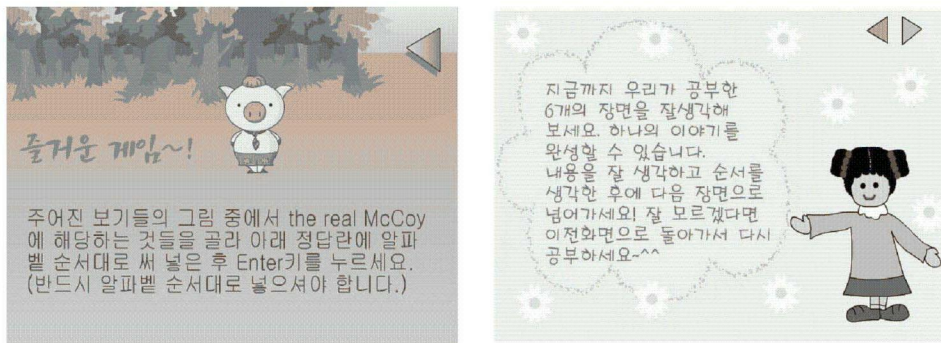 즐거운 게임~!
주어진 보기들의 그림 중에서 the real McCoy
에 해당하는 것들을 골라 아래 정답란에 알파
벧 순서대로 써 넣은 후 Enter키를 누르세요.
(반드시 알파벧 순서대로 넣으셔야 합니다.)
지금까지 우리가 공부한
6개의 장면을 잘생각해
보세요. 하나의 이야기를
완성할 수 있습니다.
내용을 잘 생각하고 순서를
생각한 후에 다음 장면으로
넘어가세요! 잘 모르겠다면
이전화면으로 돌아가서 다시
공부하세요~^^